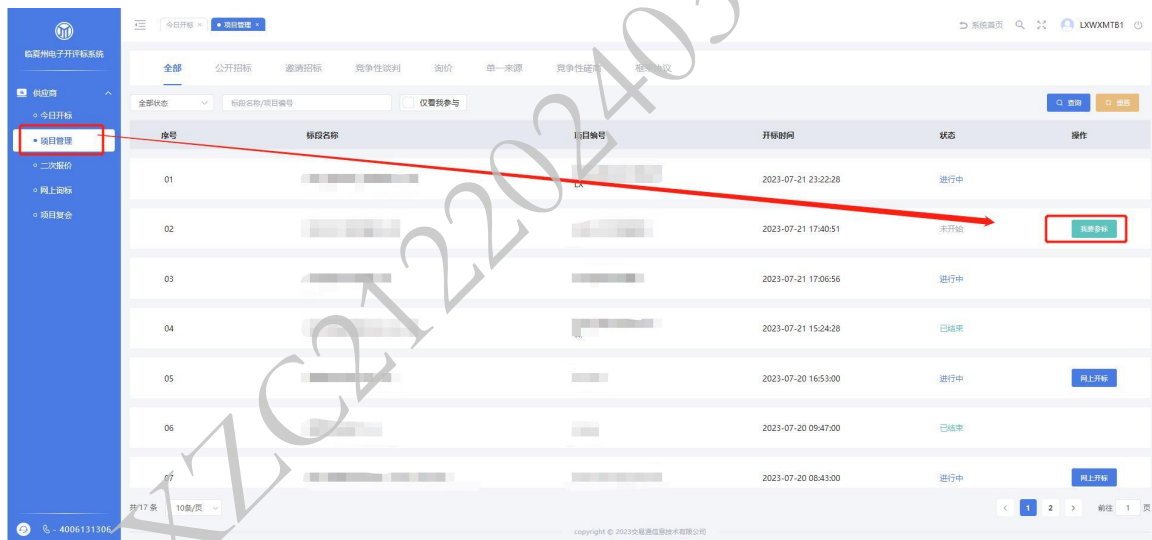 今日开标 ×
项目管理 ×
系统首页
LXWXMTB1
临夏州电子开评标系统
全部 公开招标 邀请招标 竞争性谈判 询价 单一来源 竞争性磋商
供应商
今日开标
项目管理
二次报价
网上询标
项目复会
全部状态 标段名称/项目编号 仅看我参与 查询
序号 标段名称 项目编号 开标时间 状态 操作
01 LX 2023-07-21 23:22:28 进行中
02 2023-07-21 17:40:51 未开始 我要参标
03 2023-07-21 17:06:56 进行中
04 2023-07-21 15:24:28 已结束
05 2023-07-20 16:53:00 进行中 网上开标
06 2023-07-20 09:47:00 已结束
07 2023-07-20 08:43:00 进行中 网上开标
共17 条 10条/页 1 2 前往 1 页
- 4006131306
copyright © 2023交易通信息技术有限公司
XZC2112202403